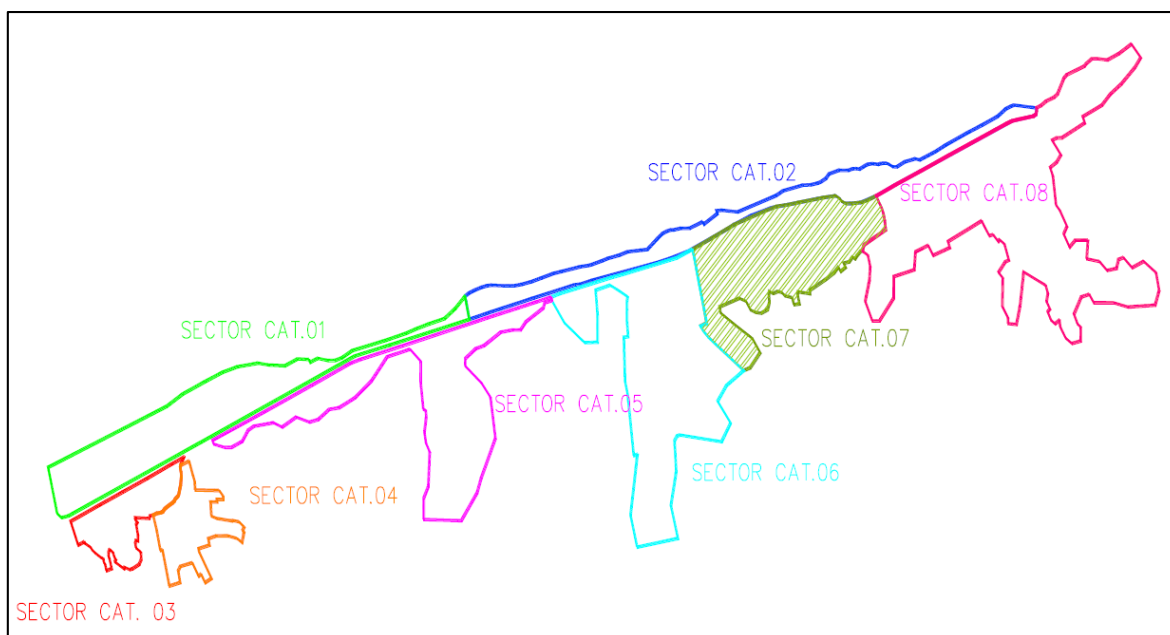 SECTOR CAT.02
SECTOR CAT.08
SECTOR CAT.01
SECTOR CAT.07
SECTOR CAT.05
SECTOR CAT.06
SECTOR CAT.04
SECTOR CAT. 03